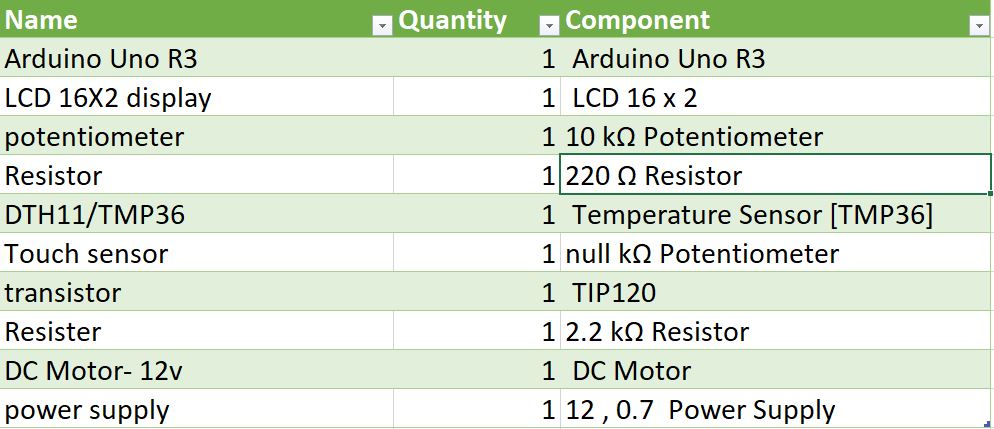 Name Quantity Component
Arduino Uno R3 1 Arduino Uno R3
LCD 16X2 display 1 LCD 16 x 2
potentiometer 1 10 kΩ Potentiometer
Resistor 1 220 Ω Resistor
DTH11/TMP36 1 Temperature Sensor [TMP36]
Touch sensor 1 null kΩ Potentiometer
transistor 1 TIP120
Resister 1 2.2 kΩ Resistor
DC Motor- 12v 1 DC Motor
power supply 1 12 , 0.7 Power Supply